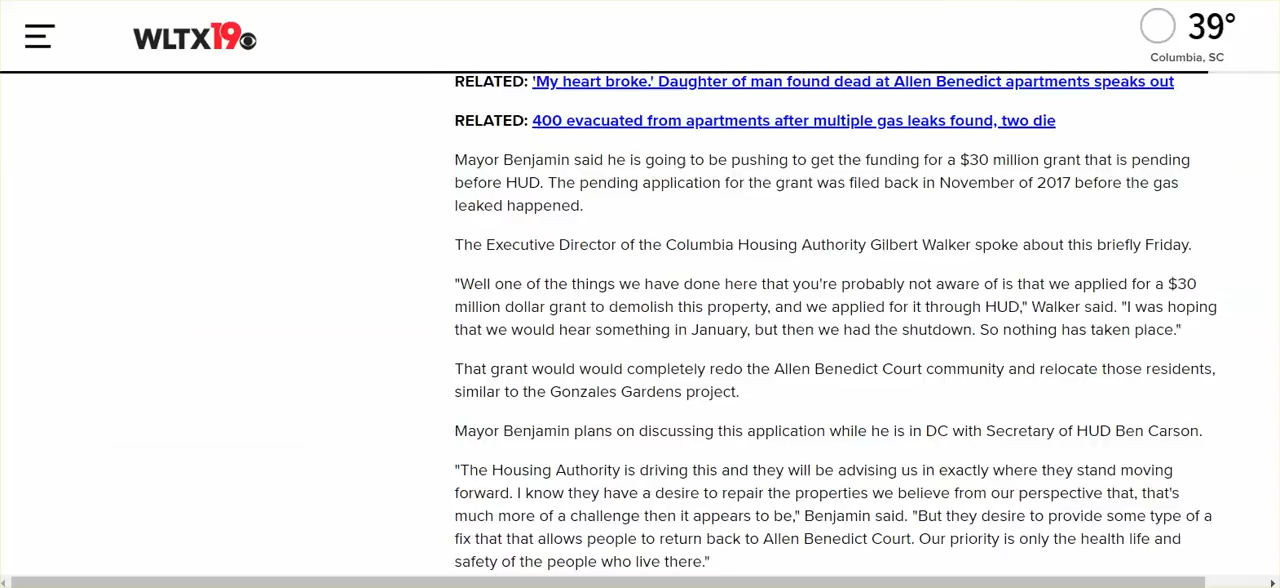 WLTX19
39°
Columbia, SC
RELATED: 'My heart broke.' Daughter of man found dead at Allen Benedict apartments speaks out
RELATED: 400 evacuated from apartments after multiple gas leaks found, two die
Mayor Benjamin said he is going to be pushing to get the funding for a $30 million grant that is pending
before HUD. The pending application for the grant was filed back in November of 2017 before the gas
leaked happened.
The Executive Director of the Columbia Housing Authority Gilbert Walker spoke about this briefly Friday.
"Well one of the things we have done here that you're probably not aware of is that we applied for a $30
million dollar grant to demolish this property, and we applied for it through HUD," Walker said. "I was hoping
that we would hear something in January, but then we had the shutdown. So nothing has taken place."
That grant would would completely redo the Allen Benedict Court community and relocate those residents,
similar to the Gonzales Gardens project.
Mayor Benjamin plans on discussing this application while he is in DC with Secretary of HUD Ben Carson.
"The Housing Authority is driving this and they will be advising us in exactly where they stand moving
forward. I know they have a desire to repair the properties we believe from our perspective that, that's
much more of a challenge then it appears to be," Benjamin said. "But they desire to provide some type of a
fix that that allows people to return back to Allen Benedict Court. Our priority is only the health life and
safety of the people who live there."